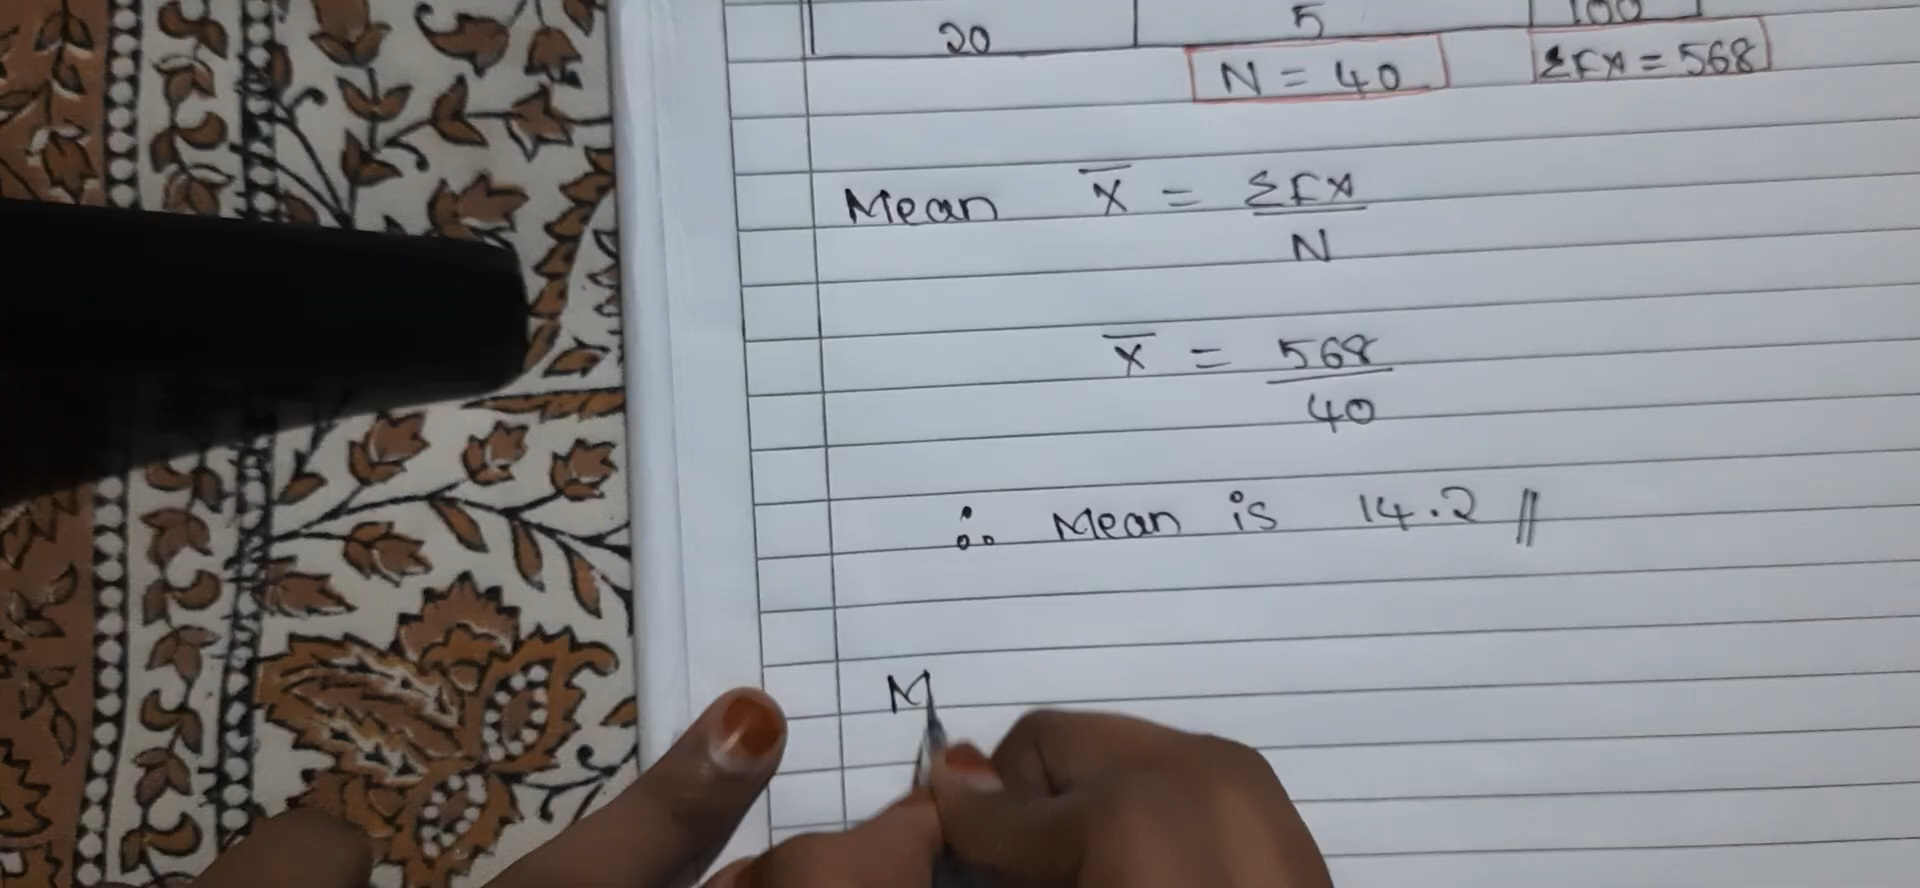 20 5 100
N = 40 ΣFX = 568
Mean X̄ = ΣFX
N
X̄ = 568
40
∴ Mean is 14.2 //
M